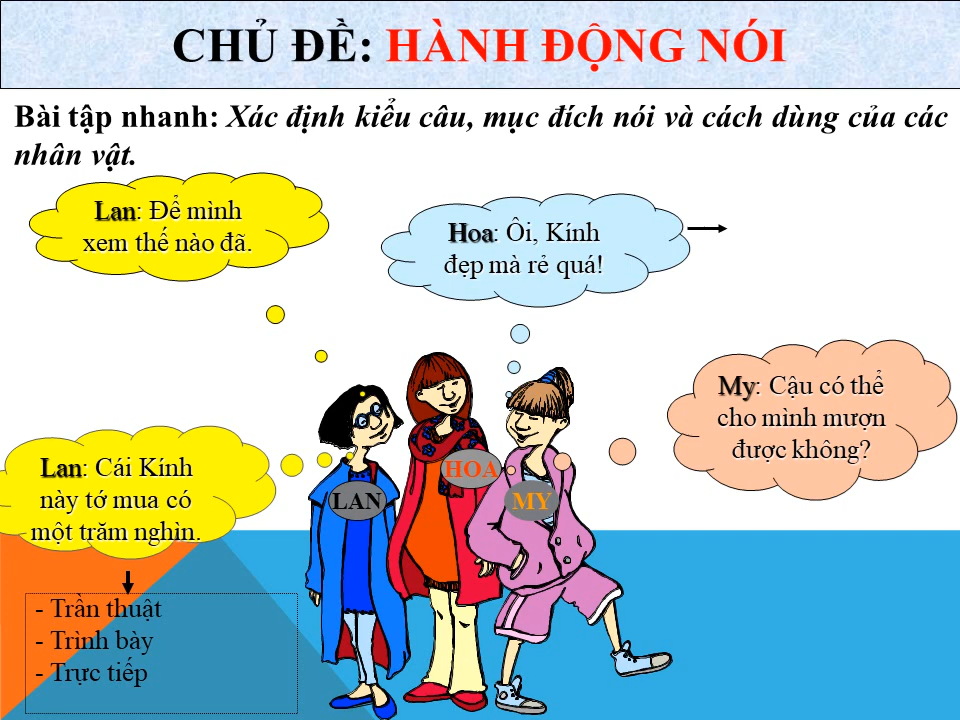 CHỦ ĐỀ: HÀNH ĐỘNG NÓI
Bài tập nhanh: Xác định kiểu câu, mục đích nói và cách dùng của các
nhân vật.
Lan: Để mình
xem thế nào đã.
Hoa: Ôi, Kính
đẹp mà rẻ quá!
My: Cậu có thể
cho mình mượn
được không?
Lan: Cái Kính
này tớ mua có
một trăm nghìn.
HOA
LAN
MY
- Trần thuật
- Trình bày
- Trực tiếp